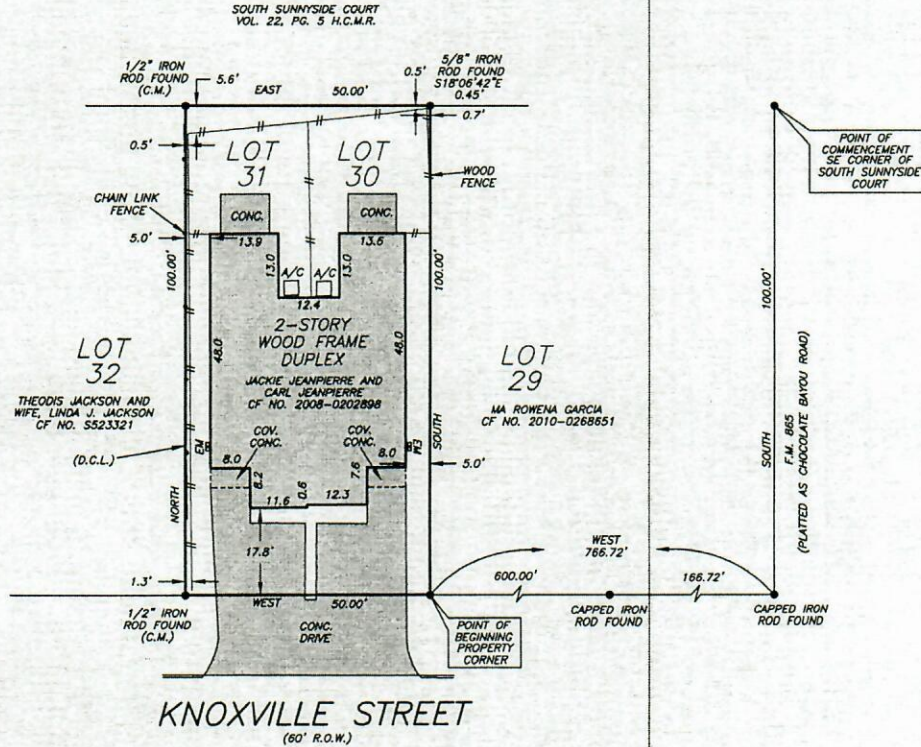 SOUTH SUNNYSIDE COURT
VOL. 22, PG. 5 H.C.M.R.
1/2" IRON
ROD FOUND
(C.M.)
5.6'
EAST
50.00'
0.5'
5/8" IRON
ROD FOUND
S18°06'42"E
0.45'
0.7'
0.5'
LOT
31
LOT
30
WOOD
FENCE
POINT OF
COMMENCEMENT
SE CORNER OF
SOUTH SUNNYSIDE
COURT
CHAIN LINK
FENCE
CONC.
CONC.
5.0'
13.9
13.6
100.00'
13.0
A/C
A/C
13.0
100.00'
100.00'
12.4
2-STORY
WOOD FRAME
DUPLEX
48.0
48.0
JACKIE JEANPIERRE AND
CARL JEANPIERRE
CF NO. 2008-0202898
LOT
32
THEODIS JACKSON AND
WIFE, LINDA J. JACKSON
CF NO. S523321
LOT
29
MA ROWENA GARCIA
CF NO. 2010-0268651
F.M. 865
(PLATTED AS CHOCOLATE BAYOU ROAD)
SOUTH
(D.C.L.)
EM
COV.
CONC.
COV.
CONC.
EM
SOUTH
8.0
8.0
5.0'
8.2
7.6
11.6
0.6
12.3
NORTH
17.8'
WEST
766.72'
1.3'
WEST
50.00'
600.00'
166.72'
1/2" IRON
ROD FOUND
(C.M.)
CONC.
DRIVE
POINT OF
BEGINNING
PROPERTY
CORNER
CAPPED IRON
ROD FOUND
CAPPED IRON
ROD FOUND
KNOXVILLE STREET
(60' R.O.W.)